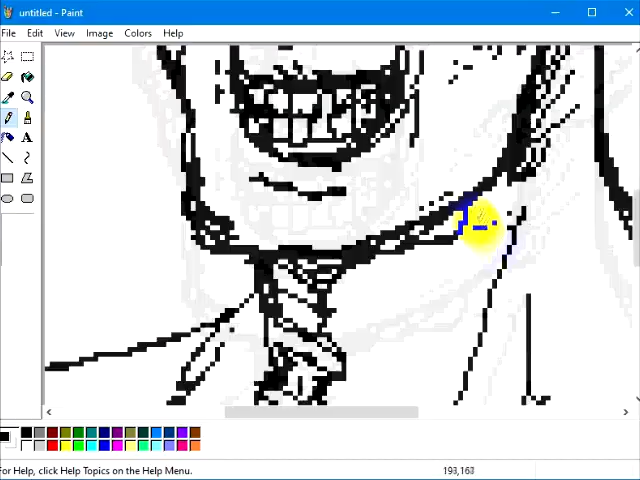 untitled - Paint
File Edit View Image Colors Help
A
For Help, click Help Topics on the Help Menu.
193,163